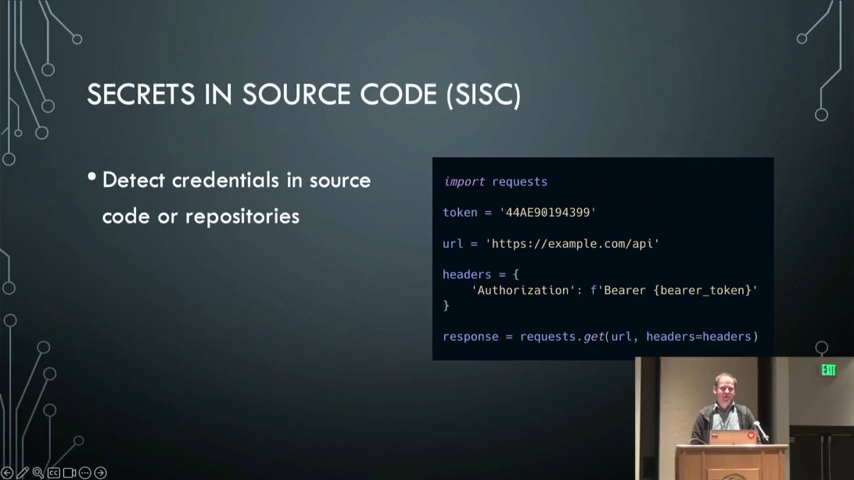 SECRETS IN SOURCE CODE (SISC)
• Detect credentials in source
code or repositories
import requests
token = '44AE90194399'
url = 'https://example.com/api'
headers = {
'Authorization': f'Bearer {bearer_token}'
}
response = requests.get(url, headers=headers)
EXIT
CC